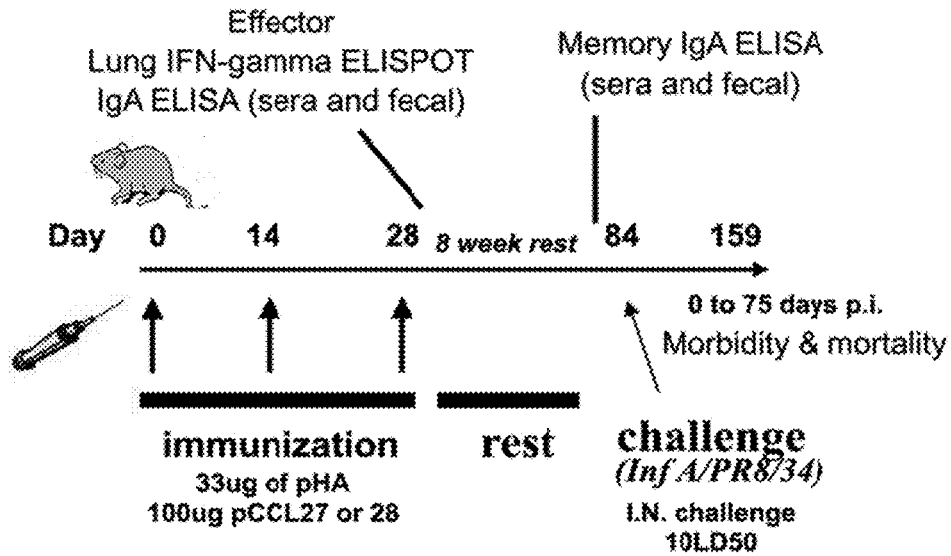 Effector
Lung IFN-gamma ELISPOT
IgA ELISA (sera and fecal)
Memory IgA ELISA
(sera and fecal)
Day 0 14 28 8 week rest 84 159
0 to 75 days p.i.
Morbidity & mortality
immunization
33ug of pHA
100ug pCCL27 or 28
rest
challenge
(Inf A/PR8/34)
I.N. challenge
10LD50